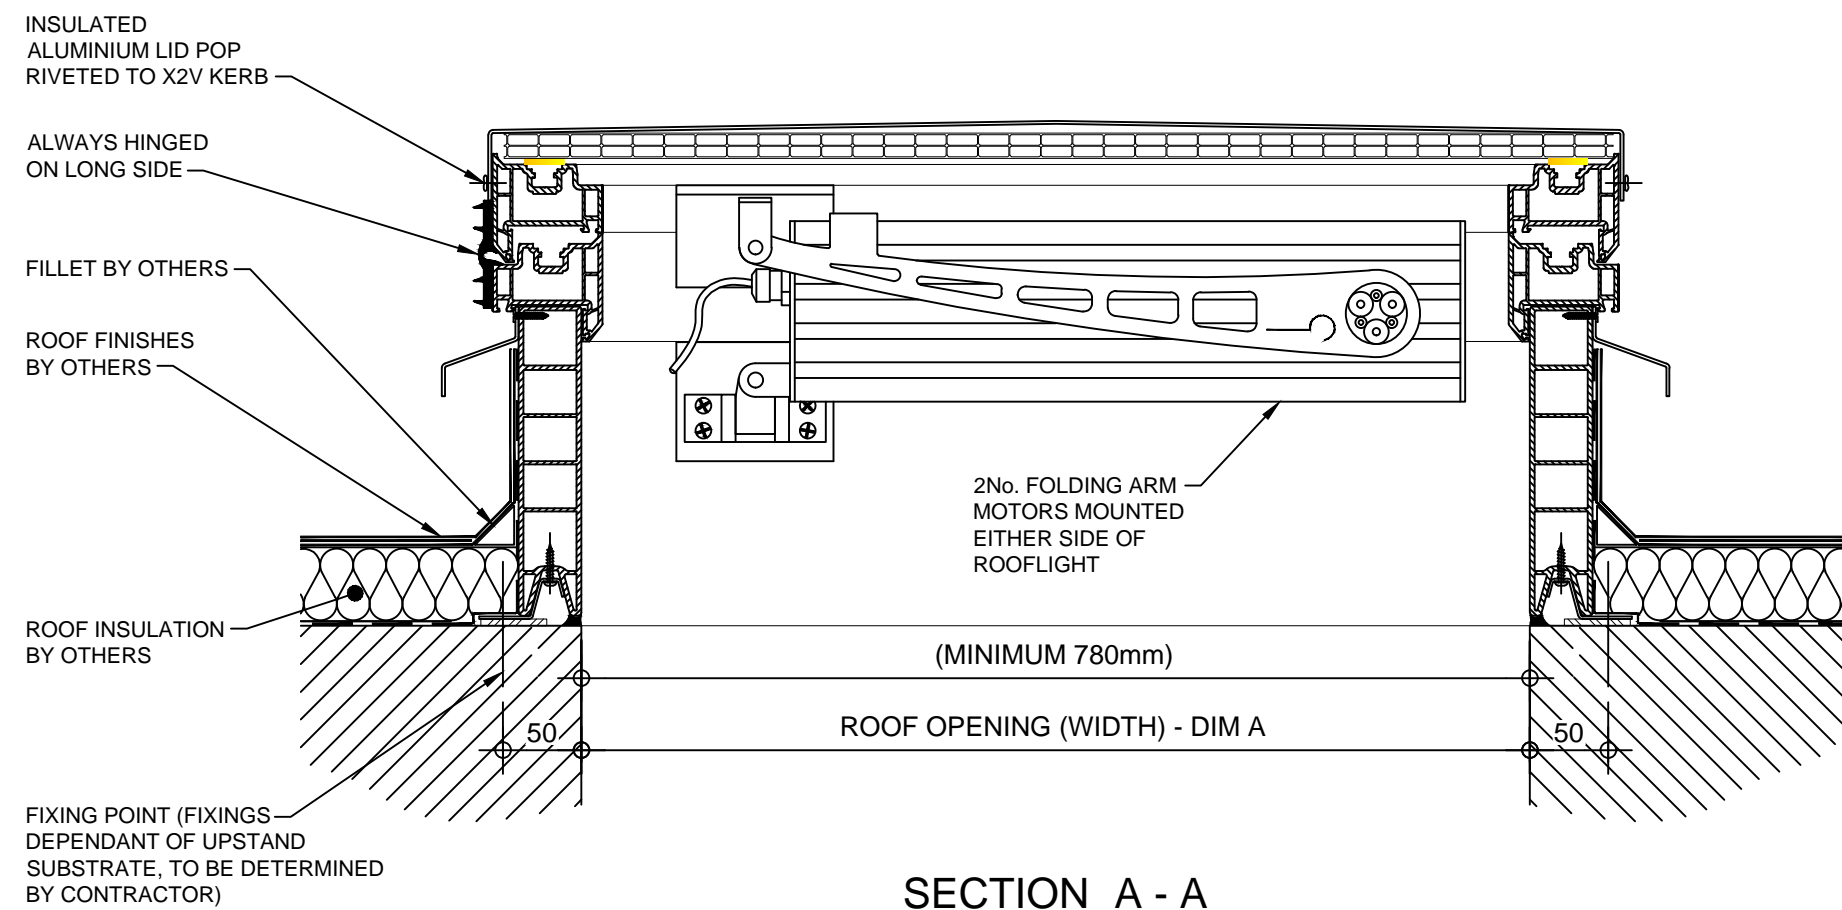 INSULATED
ALUMINIUM LID POP
RIVETED TO X2V KERB
ALWAYS HINGED
ON LONG SIDE
FILLET BY OTHERS
ROOF FINISHES
BY OTHERS
2No. FOLDING ARM
MOTORS MOUNTED
EITHER SIDE OF
ROOFLIGHT
ROOF INSULATION
BY OTHERS
(MINIMUM 780mm)
50
ROOF OPENING (WIDTH) - DIM A
50
FIXING POINT (FIXINGS
DEPENDANT OF UPSTAND
SUBSTRATE, TO BE DETERMINED
BY CONTRACTOR)
SECTION A - A